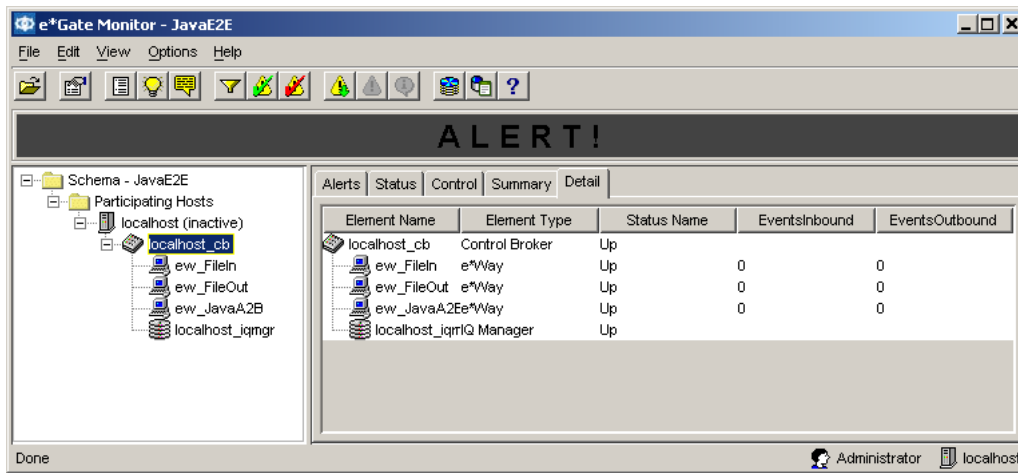 e*Gate Monitor - JavaE2E
File Edit View Options Help
ALERT!
Schema - JavaE2E
Participating Hosts
localhost (inactive)
localhost_cb
ew_FileIn
ew_FileOut
ew_JavaA2B
localhost_iqmgr
Alerts Status Control Summary Detail
Element Name Element Type Status Name EventsInbound EventsOutbound
localhost_cb Control Broker Up
ew_FileIn e*Way Up 0 0
ew_FileOut e*Way Up 0 0
ew_JavaA2E e*Way Up 0 0
localhost_iqm IQ Manager Up
Done Administrator localhost